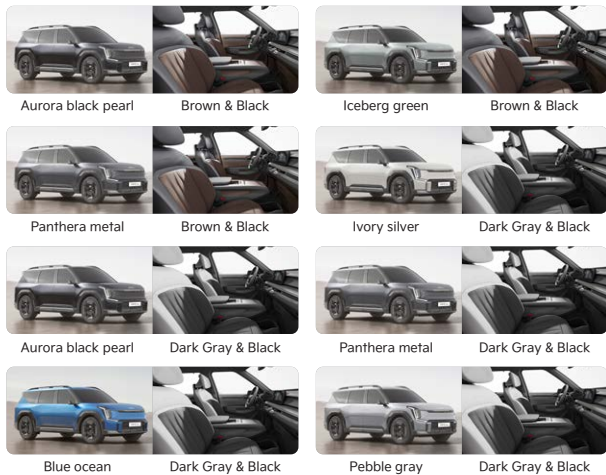 Aurora black pearl Brown & Black Iceberg green Brown & Black
Panthera metal Brown & Black Ivory silver Dark Gray & Black
Aurora black pearl Dark Gray & Black Panthera metal Dark Gray & Black
Blue ocean Dark Gray & Black Pebble gray Dark Gray & Black